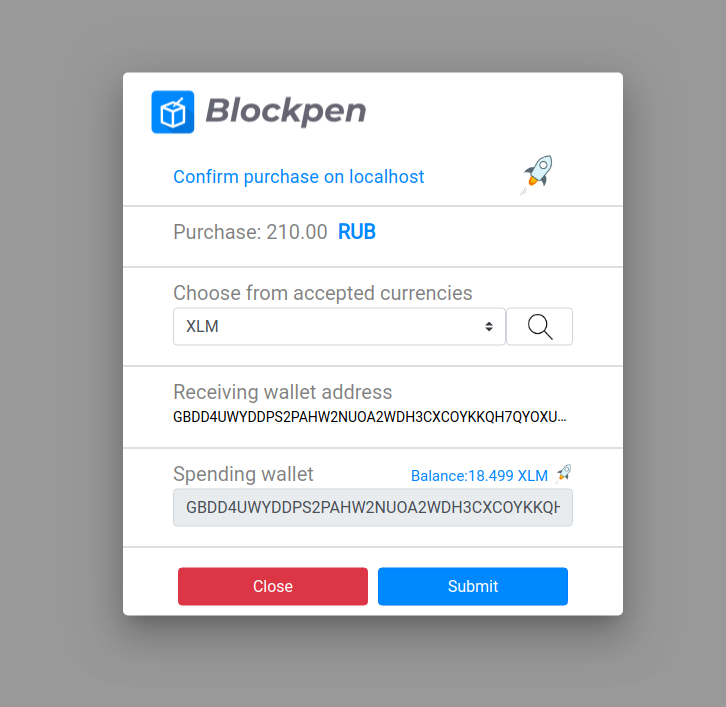 Blockpen
Confirm purchase on localhost
Purchase: 210.00 RUB
Choose from accepted currencies
XLM
Receiving wallet address
GBDD4UWYDDPS2PAHW2NUOA2WDH3CXCOYKKQH7QYOXU...
Spending wallet
Balance:18.499 XLM
GBDD4UWYDDPS2PAHW2NUOA2WDH3CXCOYKKQH
Close
Submit